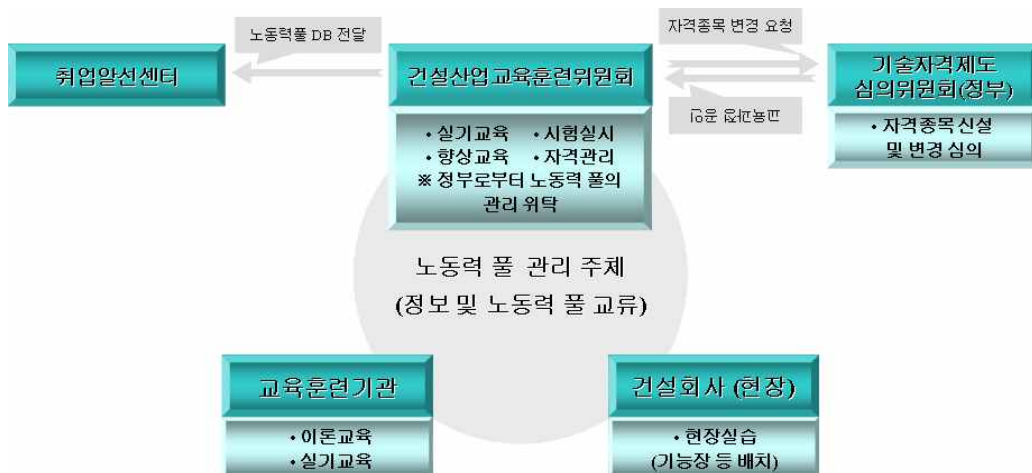 노동력풀 DB 전달
자격종목 변경 요청
취업알선센터
건설산업교육훈련위원회
기술자격제도
심의위원회(정부)
• 실기교육 • 시험실시
• 향상교육 • 자격관리
※ 정부로부터 노동력 풀의
관리 위탁
• 자격종목 신설
및 변경 심의
노동력 풀 관리 주체
(정보 및 노동력 풀 교류)
교육훈련기관
건설회사 (현장)
• 이론교육
• 실기교육
• 현장실습
(기능장 등 배치)